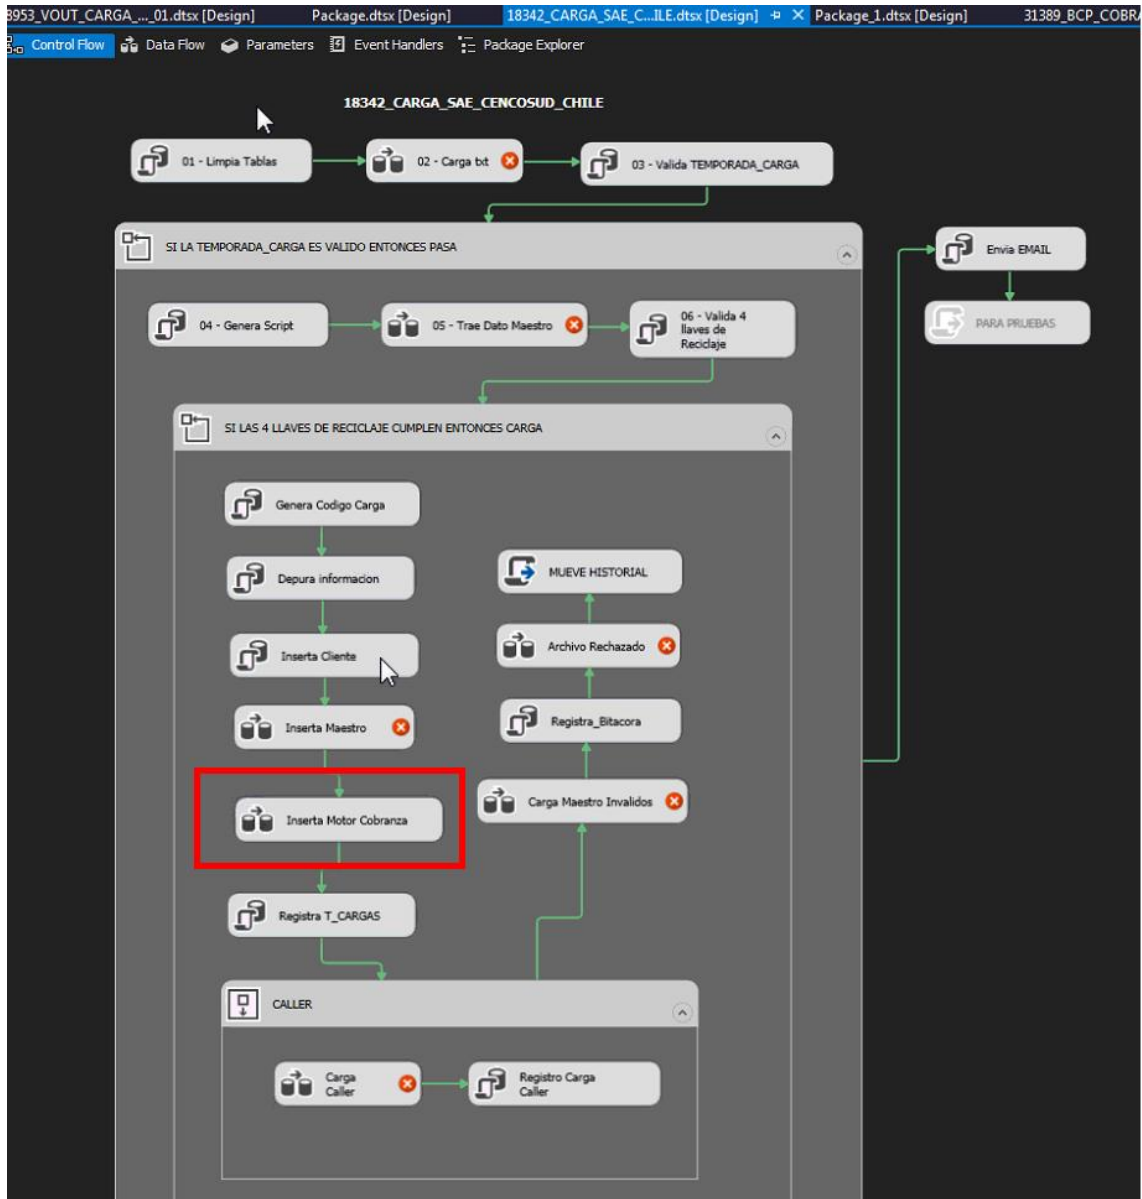 8953_VOUT_CARGA_..._01.dtsx [Design] Package.dtsx [Design] 18342_CARGA_SAE_C...ILE.dtsx [Design] Package_1.dtsx [Design] 31389_BCP_COBRA
Control Flow Data Flow Parameters Event Handlers Package Explorer
18342_CARGA_SAE_CENCOSUD_CHILE
01 - Limpia Tablas
02 - Carga txt
03 - Valida TEMPORADA_CARGA
SI LA TEMPORADA_CARGA ES VALIDO ENTONCES PASA
Envia EMAIL
PARA PRUEBAS
04 - Genera Script
05 - Trae Dato Maestro
06 - Valida 4
llaves de
Reciclaje
SI LAS 4 LLAVES DE RECICLAJE CUMPLEN ENTONCES CARGA
Genera Codigo Carga
Depura informacion
Inserta Cliente
Inserta Maestro
Inserta Motor Cobranza
Registra T_CARGAS
MUEVE HISTORIAL
Archivo Rechazado
Registra_Bitacora
Carga Maestro Invalidos
CALLER
Carga
Caller
Registro Carga
Caller